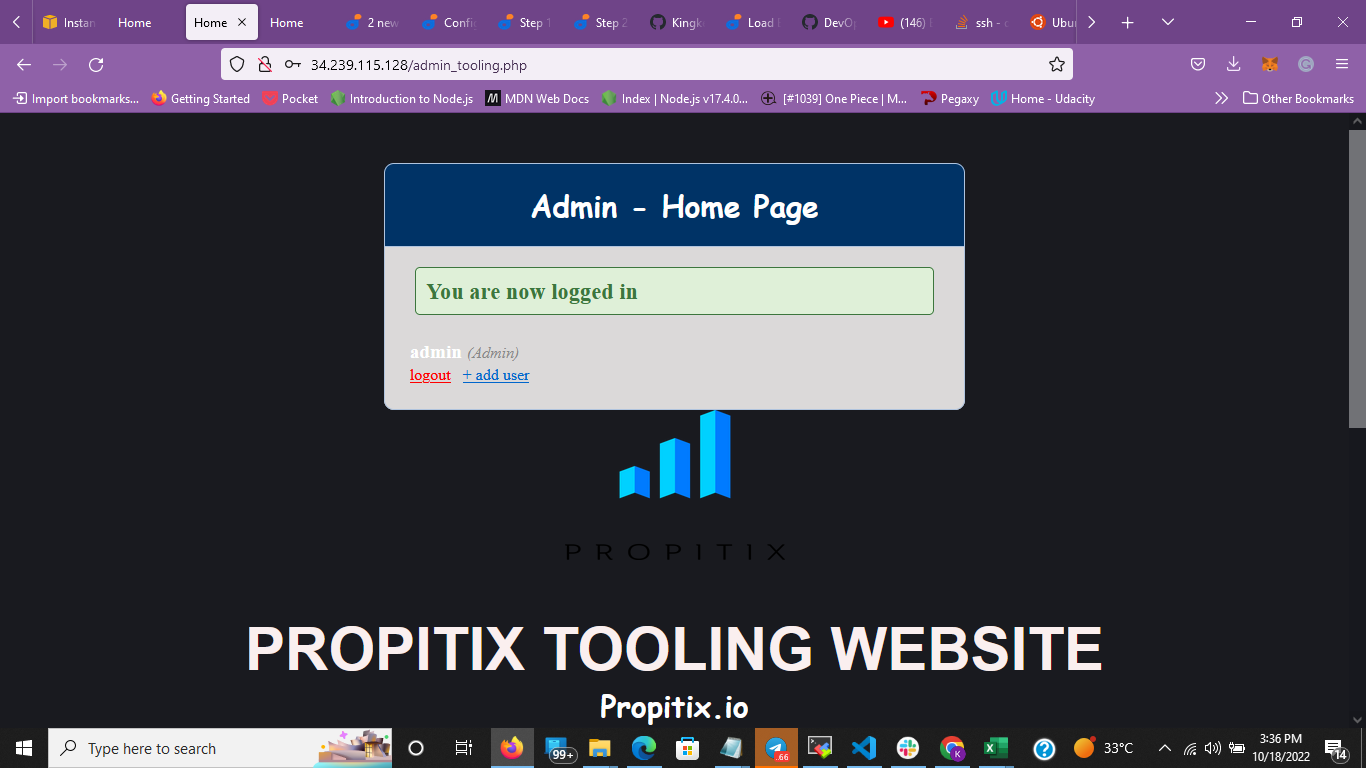 Instan
Home
Home
Home
2 new
Config
Step 1
Step 2
Kingk
Load
DevOp
(146)
ssh -
Ubu
34.239.115.128/admin_tooling.php
Import bookmarks...
Getting Started
Pocket
Introduction to Node.js
MDN Web Docs
Index | Node.js v17.4.0...
[#1039] One Piece | M...
Pegaxy
Home - Udacity
Other Bookmarks
Admin - Home Page
You are now logged in
admin (Admin)
logout + add user
PROPITIX
PROPITIX TOOLING WEBSITE
Propitix.io
Type here to search
99+
.66
K
33°C
3:36 PM
10/18/2022
14